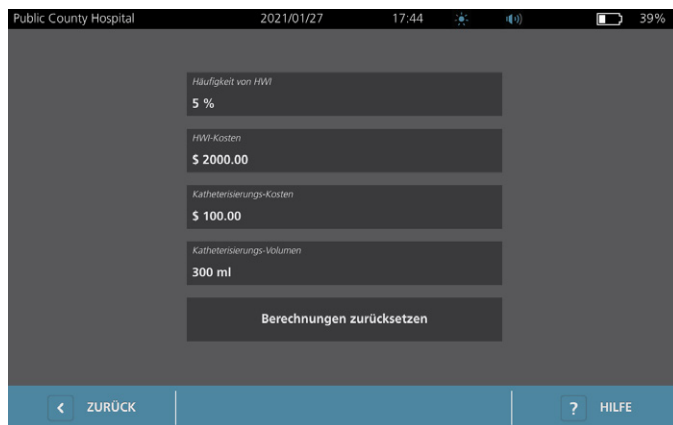 Public County Hospital 2021/01/27 17:44 39%
Häufigkeit von HWI
5 %
HWI-Kosten
$ 2000.00
Katheterisierungs-Kosten
$ 100.00
Katheterisierungs-Volumen
300 ml
Berechnungen zurücksetzen
< ZURÜCK ? HILFE